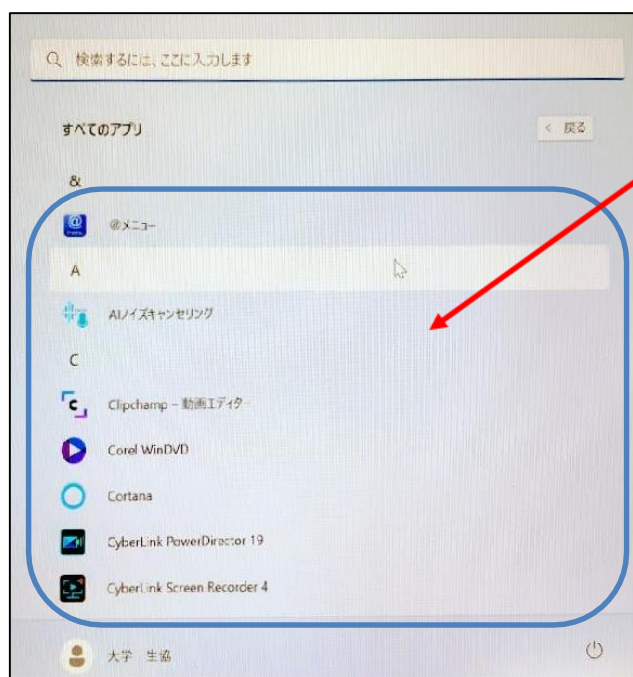 検索するには、ここに入力します
すべてのアプリ
< 戻る
&
@メニュー
A
AIノイズキャンセリング
C
Clipchamp – 動画エディター
Corel WinDVD
Cortana
CyberLink PowerDirector 19
CyberLink Screen Recorder 4
大学 生協